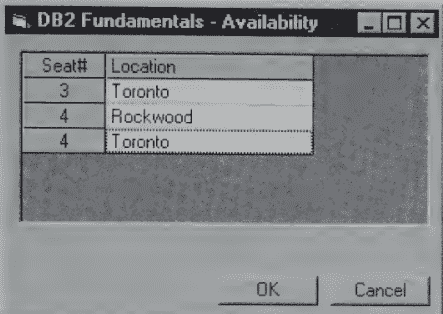 DB2 Fundamentals - Availability
Seat# Location
3 Toronto
4 Rockwood
4 Toronto
OK Cancel